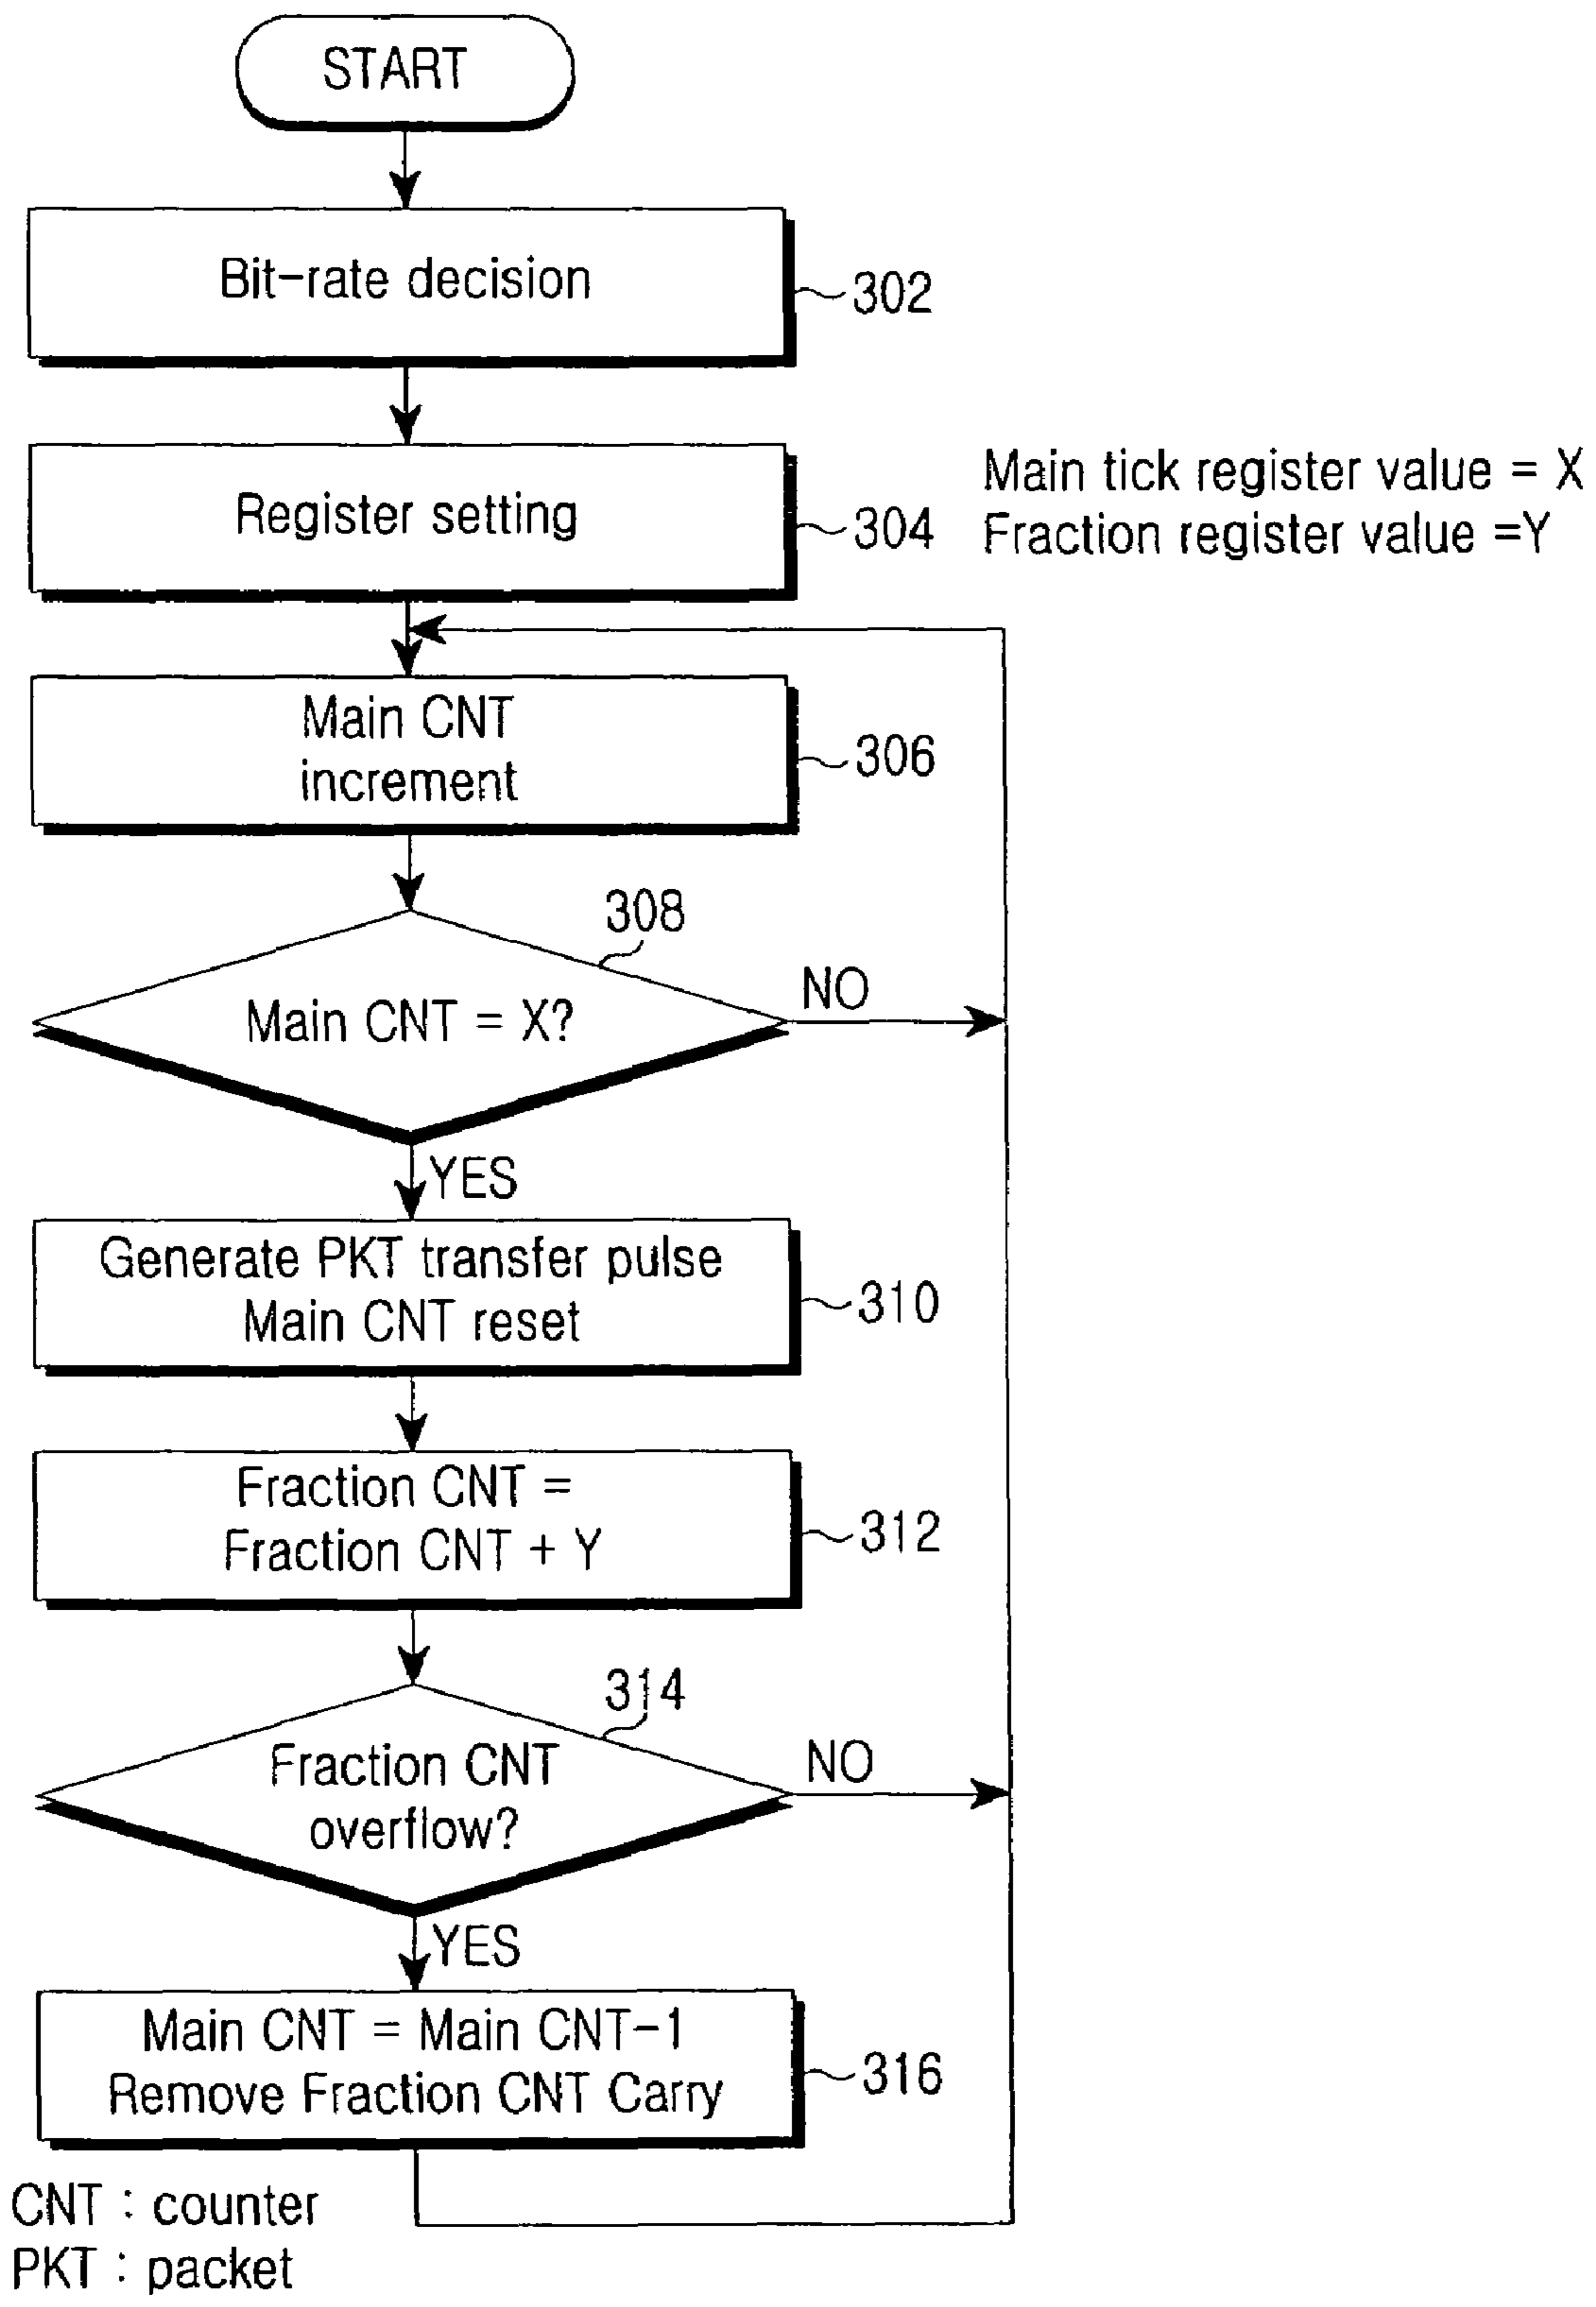 START
Bit-rate decision
302
Register setting
304
Main tick register value = X
Fraction register value =Y
Main CNT
increment
306
308
Main CNT = X?
NO
YES
Generate PKT transfer pulse
Main CNT reset
310
Fraction CNT =
Fraction CNT + Y
312
314
Fraction CNT
overflow?
NO
YES
Main CNT = Main CNT-1
Remove Fraction CNT Carry
316
CNT : counter
PKT : packet